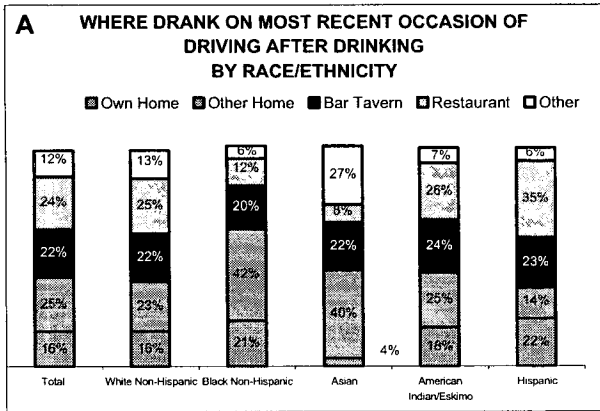 A
WHERE DRANK ON MOST RECENT OCCASION OF
DRIVING AFTER DRINKING
BY RACE/ETHNICITY
Own Home Other Home Bar Tavern Restaurant Other
12% 13% 6% 27% 7% 6%
24% 25% 12% 8% 26% 35%
22% 22% 20% 22% 24% 23%
25% 23% 42% 40% 25% 14%
16% 16% 21% 4% 18% 22%
Total White Non-Hispanic Black Non-Hispanic Asian American Hispanic
Indian/Eskimo